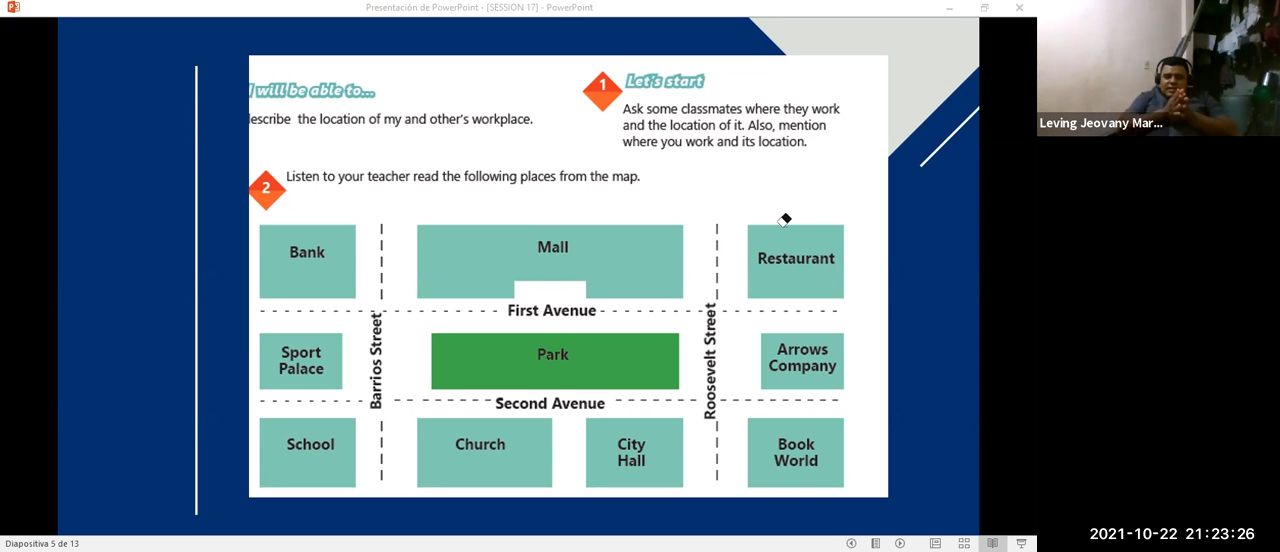 Presentación de PowerPoint - [SESSION 17] - PowerPoint
I will be able to...
describe the location of my and other's workplace.
1
Let's start
Ask some classmates where they work
and the location of it. Also, mention
where you work and its location.
2
Listen to your teacher read the following places from the map.
Bank
Mall
Restaurant
First Avenue
Sport
Palace
Barrios Street
Park
Roosevelt Street
Arrows
Company
Second Avenue
School
Church
City
Hall
Book
World
Leving Jeovany Mar...
2021-10-22 21:23:26
Diapositiva 5 de 13